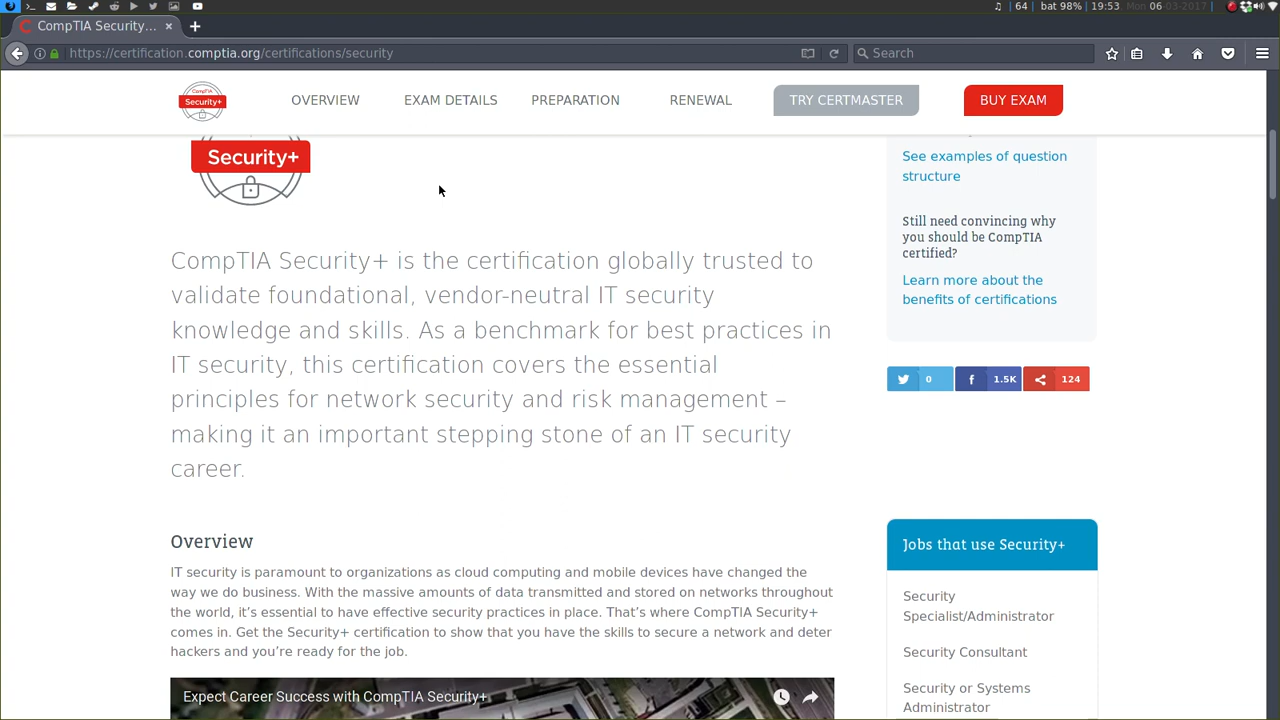 64 bat 98% 19:53 Mon 06-03-2017
CompTIA Security...
https://certification.comptia.org/certifications/security
Search
CompTIA
Security+
OVERVIEW
EXAM DETAILS
PREPARATION
RENEWAL
TRY CERTMASTER
BUY EXAM
Security+
CompTIA Security+ is the certification globally trusted to
validate foundational, vendor-neutral IT security
knowledge and skills. As a benchmark for best practices in
IT security, this certification covers the essential
principles for network security and risk management –
making it an important stepping stone of an IT security
career.
Overview
IT security is paramount to organizations as cloud computing and mobile devices have changed the
way we do business. With the massive amounts of data transmitted and stored on networks throughout
the world, it’s essential to have effective security practices in place. That’s where CompTIA Security+
comes in. Get the Security+ certification to show that you have the skills to secure a network and deter
hackers and you’re ready for the job.
Expect Career Success with CompTIA Security+
See examples of question
structure
Still need convincing why
you should be CompTIA
certified?
Learn more about the
benefits of certifications
0
1.5K
124
Jobs that use Security+
Security
Specialist/Administrator
Security Consultant
Security or Systems
Administrator